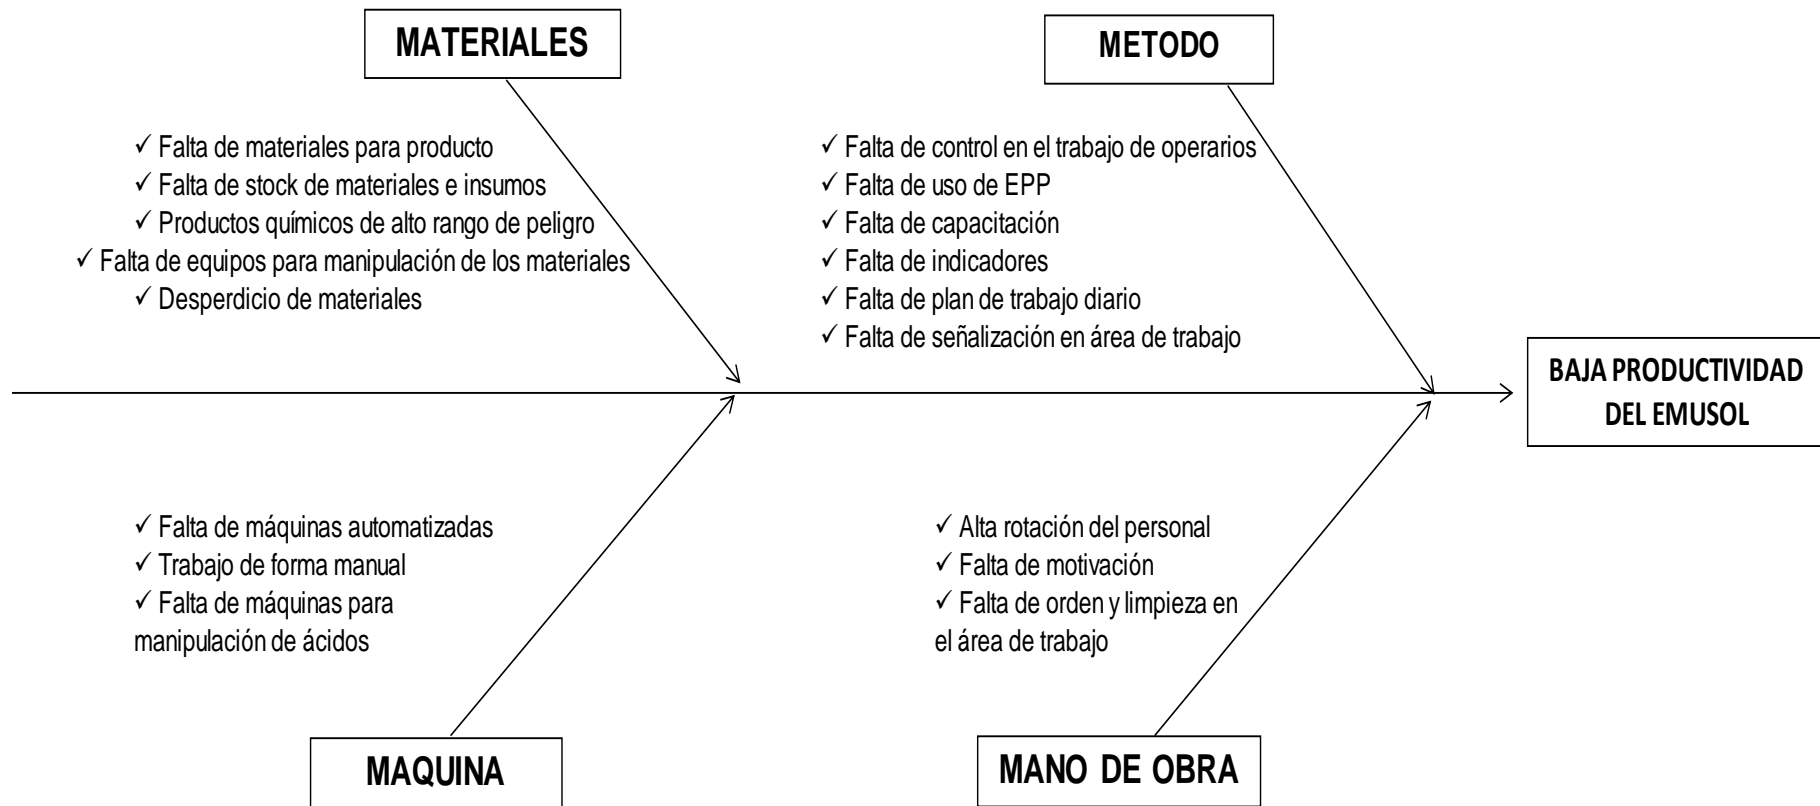 MATERIALES
✓ Falta de materiales para producto
✓ Falta de stock de materiales e insumos
✓ Productos químicos de alto rango de peligro
✓ Falta de equipos para manipulación de los materiales
✓ Desperdicio de materiales
METODO
✓ Falta de control en el trabajo de operarios
✓ Falta de uso de EPP
✓ Falta de capacitación
✓ Falta de indicadores
✓ Falta de plan de trabajo diario
✓ Falta de señalización en área de trabajo
BAJA PRODUCTIVIDAD
DEL EMUSOL
✓ Falta de máquinas automatizadas
✓ Trabajo de forma manual
✓ Falta de máquinas para
manipulación de ácidos
MAQUINA
✓ Alta rotación del personal
✓ Falta de motivación
✓ Falta de orden y limpieza en
el área de trabajo
MANO DE OBRA